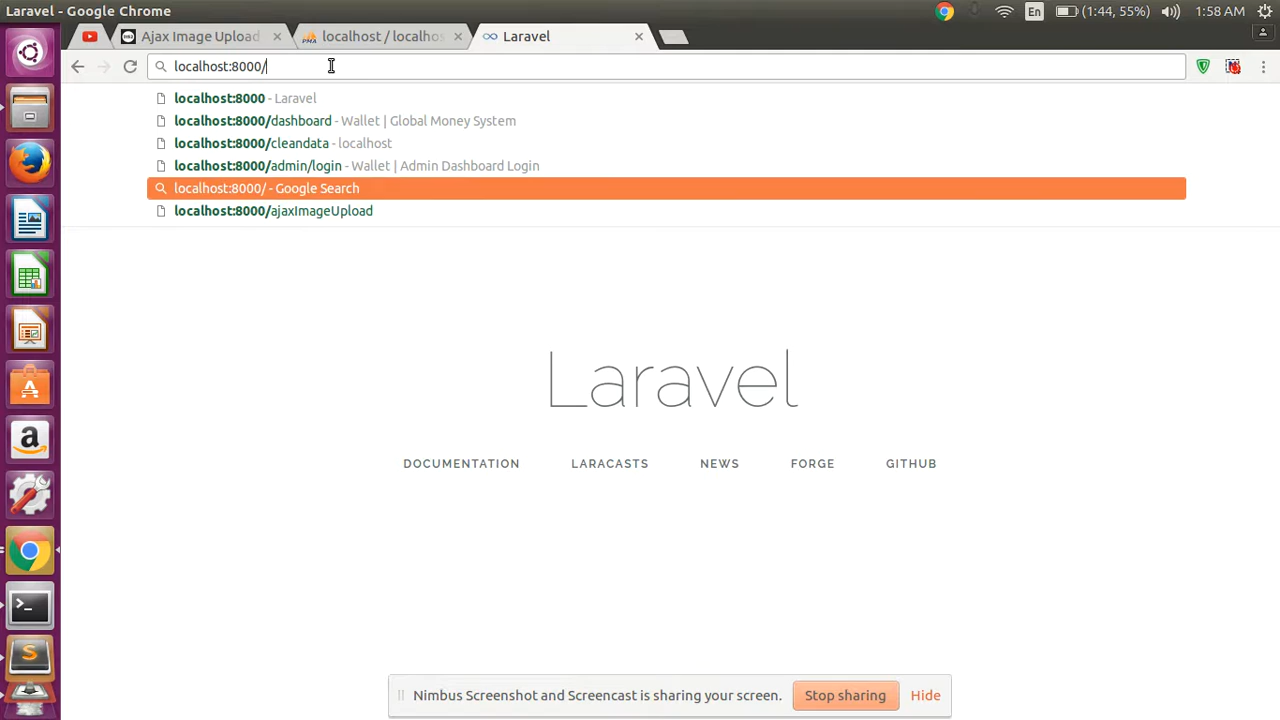 Laravel - Google Chrome
En (1:44, 55%) 1:58 AM
Ajax Image Upload
localhost / localhos
Laravel
localhost:8000/
localhost:8000 - Laravel
localhost:8000/dashboard - Wallet | Global Money System
localhost:8000/cleandata - localhost
localhost:8000/admin/login - Wallet | Admin Dashboard Login
localhost:8000/ - Google Search
localhost:8000/ajaxImageUpload
Laravel
DOCUMENTATION LARACASTS NEWS FORGE GITHUB
Nimbus Screenshot and Screencast is sharing your screen. Stop sharing Hide